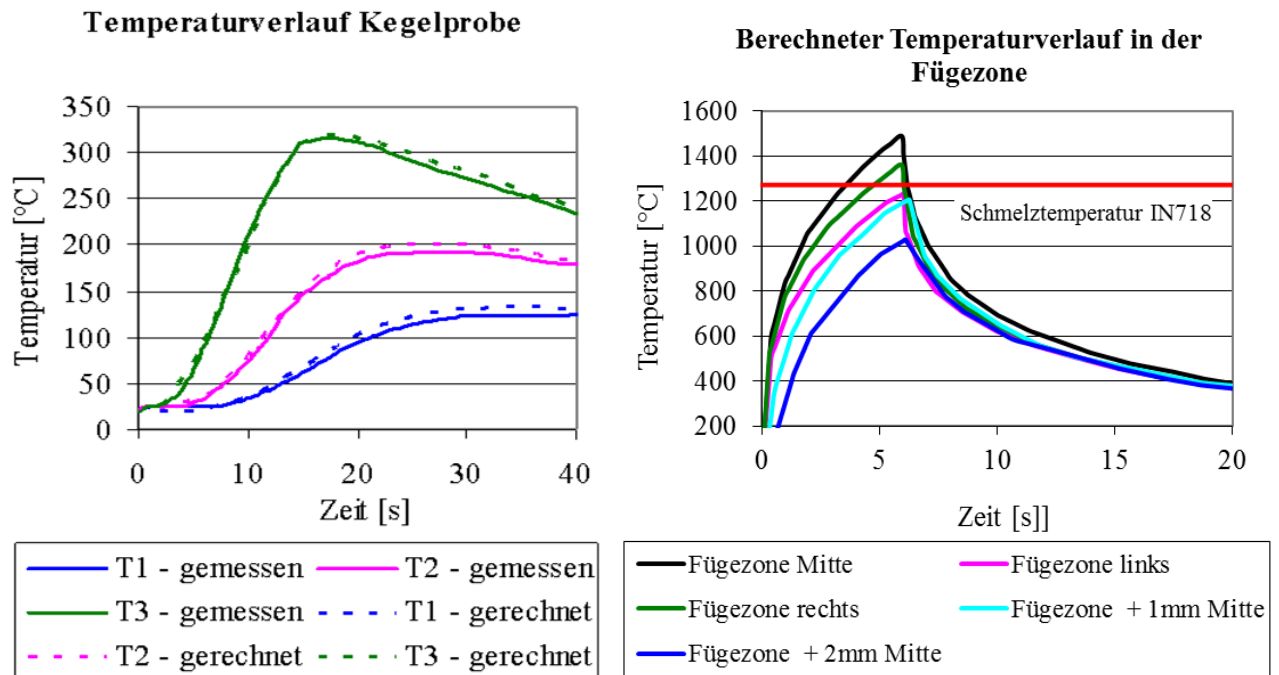 Temperaturverlauf Kegelprobe
350
300
250
200
150
100
50
0
Temperatur [°C]
0 10 20 30 40
Zeit [s]
T1 - gemessen T2 - gemessen
T3 - gemessen T1 - gerechnet
T2 - gerechnet T3 - gerechnet
Berechneter Temperaturverlauf in der
Fügezone
1600
1400
1200
1000
800
600
400
200
Temperatur [°C]
Schmelztemperatur IN718
0 5 10 15 20
Zeit [s]]
Fügezone Mitte Fügezone links
Fügezone rechts Fügezone + 1mm Mitte
Fügezone + 2mm Mitte